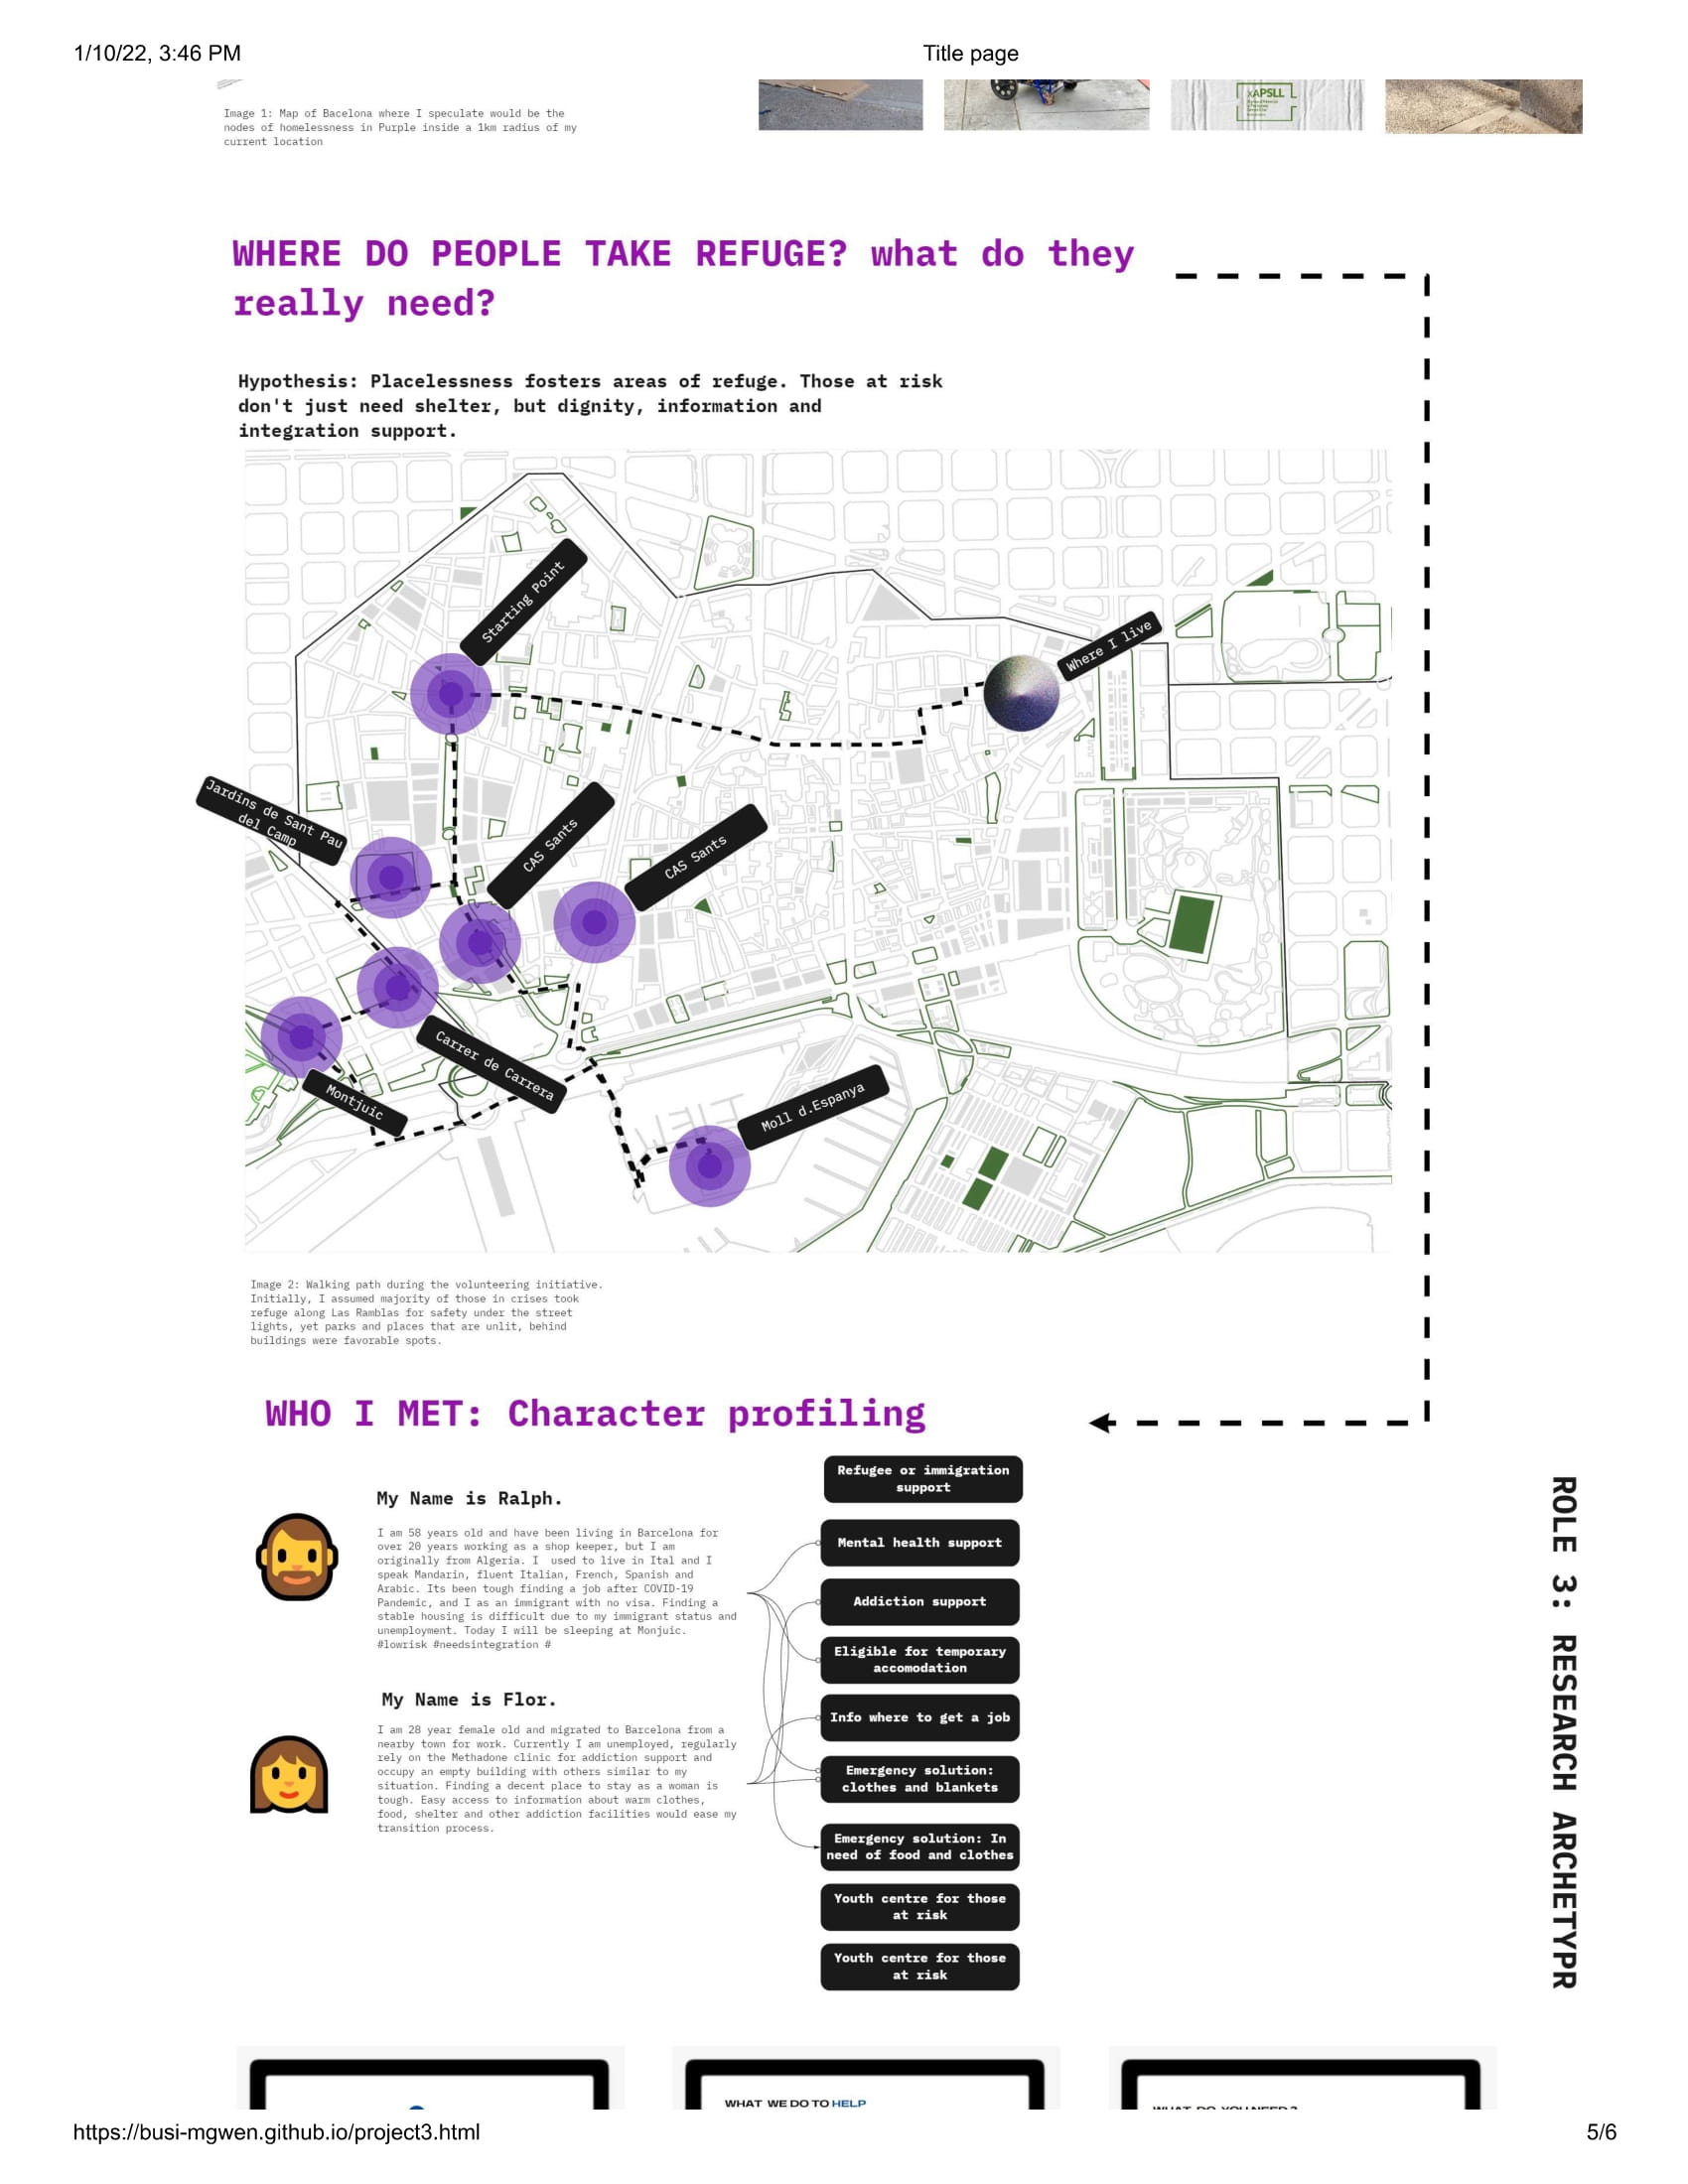 1/10/22, 3:46 PM
Title page
xAPSLL
Image 1: Map of Bacelona where I speculate would be the
nodes of homelessness in Purple inside a 1km radius of my
current location
WHERE DO PEOPLE TAKE REFUGE? what do they
really need?
Hypothesis: Placelessness fosters areas of refuge. Those at risk
don't just need shelter, but dignity, information and
integration support.
Starting Point
Where I live
Jardins de Sant Pau
del Camp
CAS Sants
CAS Sants
Carrer de Carrera
Montjuic
Moll d.Espanya
Image 2: Walking path during the volunteering initiative.
Initially, I assumed majority of those in crises took
refuge along Las Ramblas for safety under the street
lights, yet parks and places that are unlit, behind
buildings were favorable spots.
WHO I MET: Character profiling
My Name is Ralph.
I am 58 years old and have been living in Barcelona for
over 20 years working as a shop keeper, but I am
originally from Algeria. I  used to live in Ital and I
speak Mandarin, fluent Italian, French, Spanish and
Arabic. Its been tough finding a job after COVID-19
Pandemic, and I as an immigrant with no visa. Finding a
stable housing is difficult due to my immigrant status and
unemployment. Today I will be sleeping at Monjuic.
#lowrisk #needsintegration #
My Name is Flor.
I am 28 year female old and migrated to Barcelona from a
nearby town for work. Currently I am unemployed, regularly
rely on the Methadone clinic for addiction support and
occupy an empty building with others similar to my
situation. Finding a decent place to stay as a woman is
tough. Easy access to information about warm clothes,
food, shelter and other addiction facilities would ease my
transition process.
Refugee or immigration
support
Mental health support
Addiction support
Eligible for temporary
accomodation
Info where to get a job
Emergency solution:
clothes and blankets
Emergency solution: In
need of food and clothes
Youth centre for those
at risk
Youth centre for those
at risk
ROLE 3: RESEARCH ARCHETYPR
WHAT WE DO TO HELP
WHAT DO YOU NEED?
https://busi-mgwen.github.io/project3.html
5/6